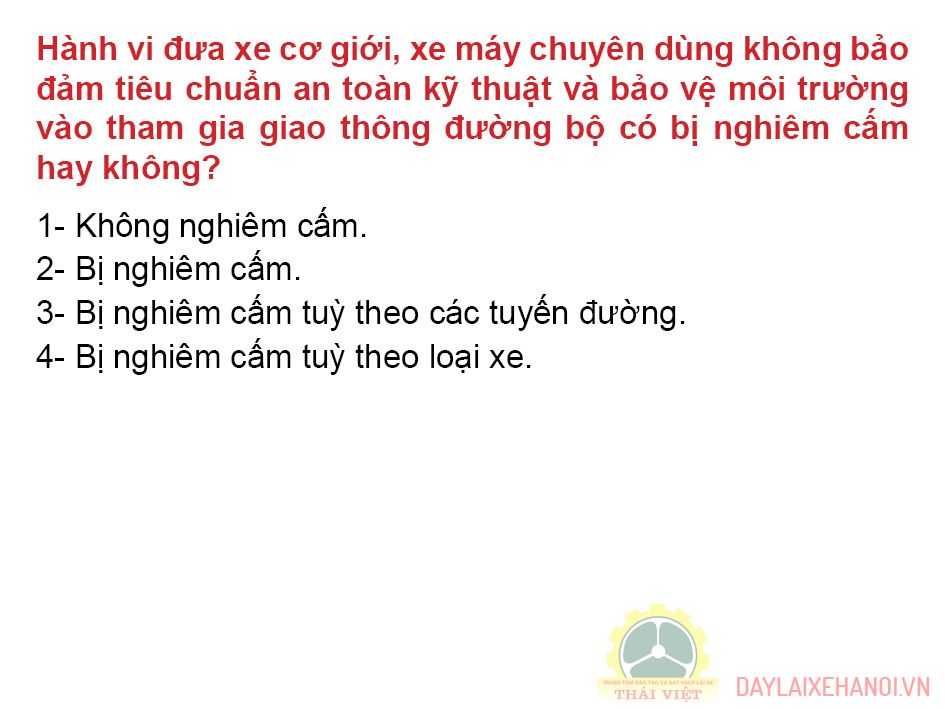 Hành vi đưa xe cơ giới, xe máy chuyên dùng không bảo
đảm tiêu chuẩn an toàn kỹ thuật và bảo vệ môi trường
vào tham gia giao thông đường bộ có bị nghiêm cấm
hay không?
1- Không nghiêm cấm.
2- Bị nghiêm cấm.
3- Bị nghiêm cấm tuỳ theo các tuyến đường.
4- Bị nghiêm cấm tuỳ theo loại xe.
TRUNG TÂM ĐÀO TẠO VÀ SÁT HẠCH LÁI XE
THÁI VIỆT
DAYLAIXEHANOI.VN